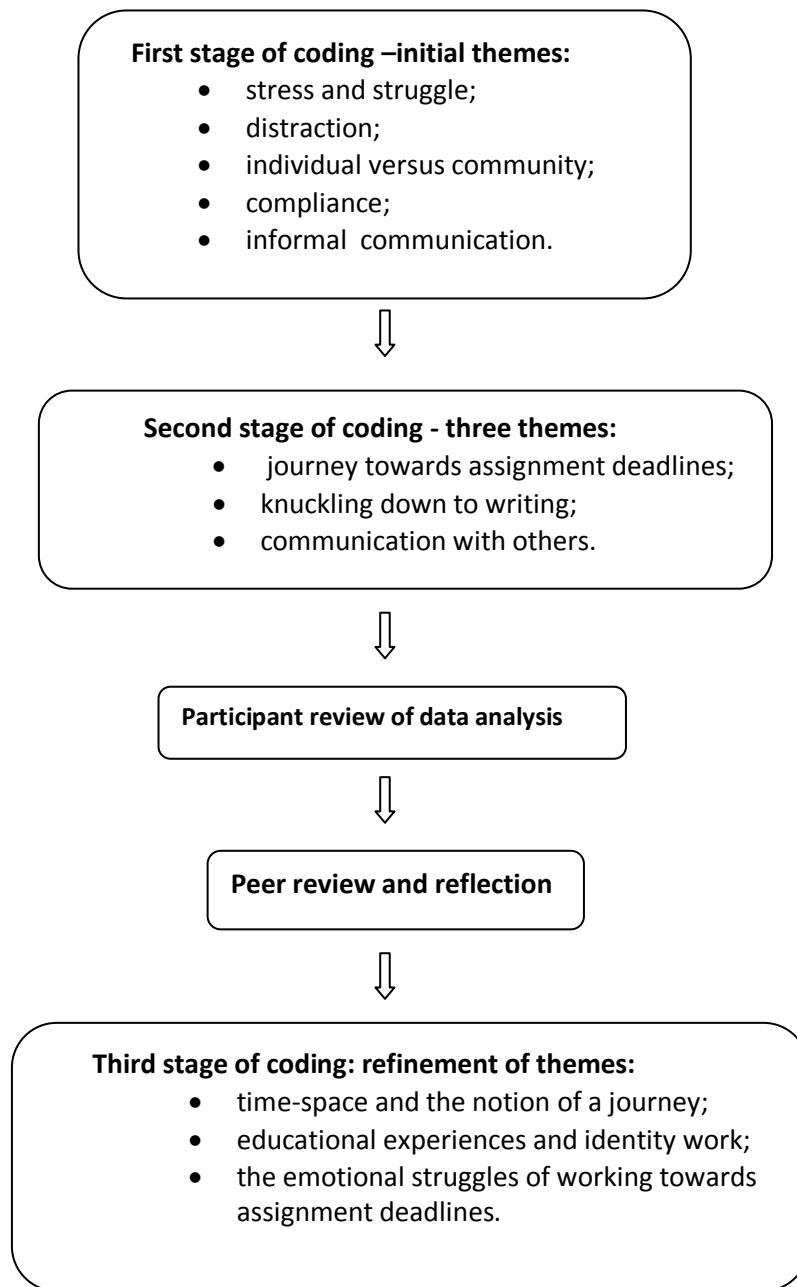 First stage of coding –initial themes:
• stress and struggle;
• distraction;
• individual versus community;
• compliance;
• informal  communication.
Second stage of coding - three themes:
• journey towards assignment deadlines;
• knuckling down to writing;
• communication with others.
Participant review of data analysis
Peer review and reflection
Third stage of coding: refinement of themes:
• time-space and the notion of a journey;
• educational experiences and identity work;
• the emotional struggles of working towards
assignment deadlines.